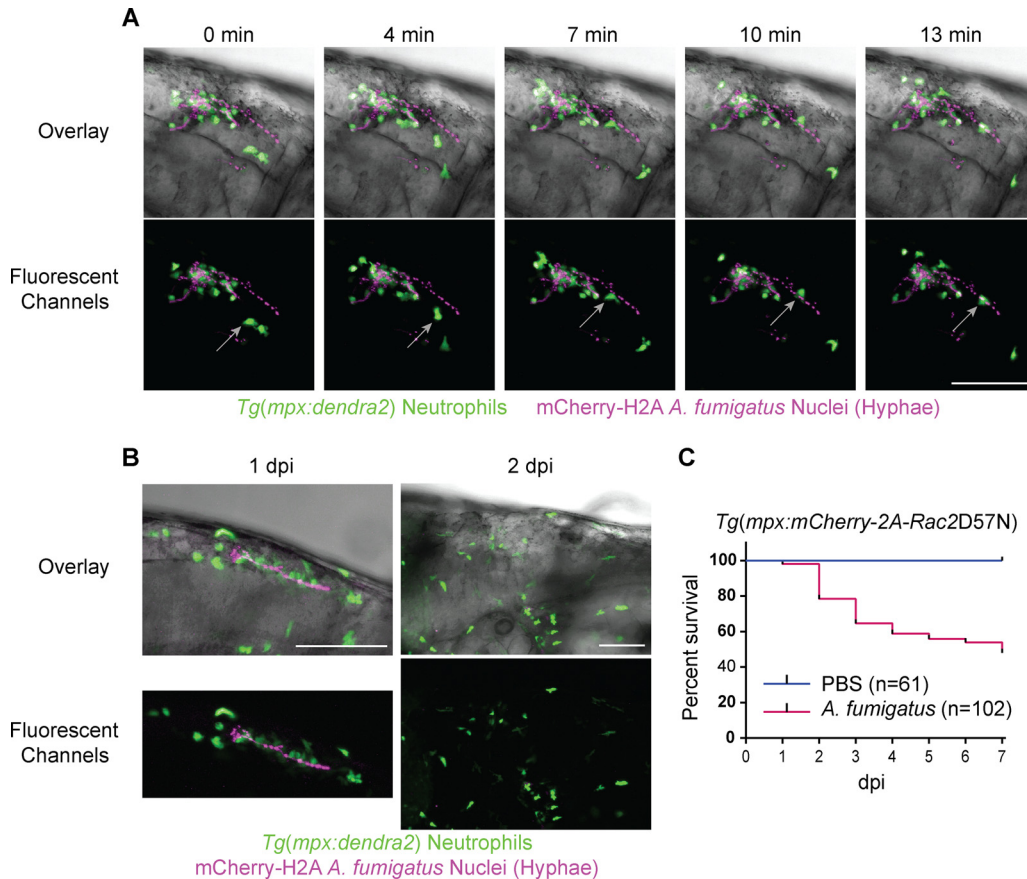 A
0 min 4 min 7 min 10 min 13 min
Overlay
Fluorescent
Channels
Tg(mpx:dendra2) Neutrophils mCherry-H2A A. fumigatus Nuclei (Hyphae)
B
1 dpi 2 dpi
Overlay
Fluorescent
Channels
Tg(mpx:dendra2) Neutrophils
mCherry-H2A A. fumigatus Nuclei (Hyphae)
C
Tg(mpx:mCherry-2A-Rac2D57N)
Percent survival
100
80
60
40
20
0
PBS (n=61)
A. fumigatus (n=102)
0 1 2 3 4 5 6 7
dpi